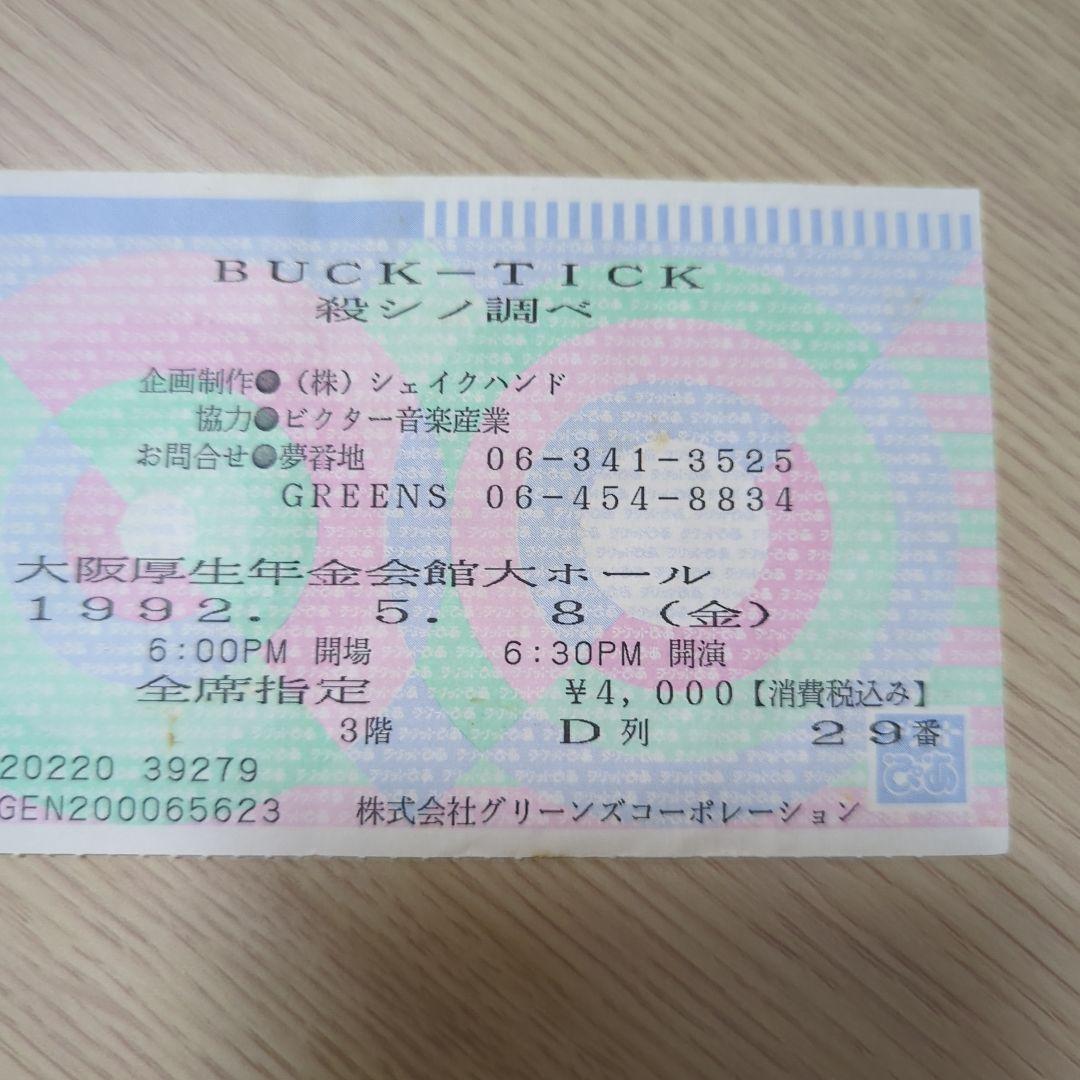 BUCK－TICK
殺シノ調べ
企画制作●（株）シェイクハンド
協力●ビクター音楽産業
お問合せ●夢番地 06－341－3525
GREENS 06－454－8834
大阪厚生年金会館大ホール
1992. 5. 8 （金）
6:00PM 開場 6:30PM 開演
全席指定 ¥4,000【消費税込み】
3階 D列 29番
20220 39279
GEN200065623 株式会社グリーンズコーポレーション
ぴあ